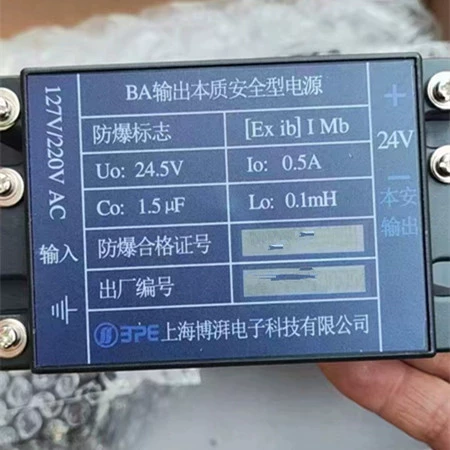 BA输出本质安全型电源
127V/220V AC
输入
防爆标志 [Ex ib] I Mb
Uo: 24.5V Io: 0.5A
Co: 1.5μF Lo: 0.1mH
防爆合格证号
出厂编号
BPE 上海博湃电子科技有限公司
+
24V
−
本安
输出